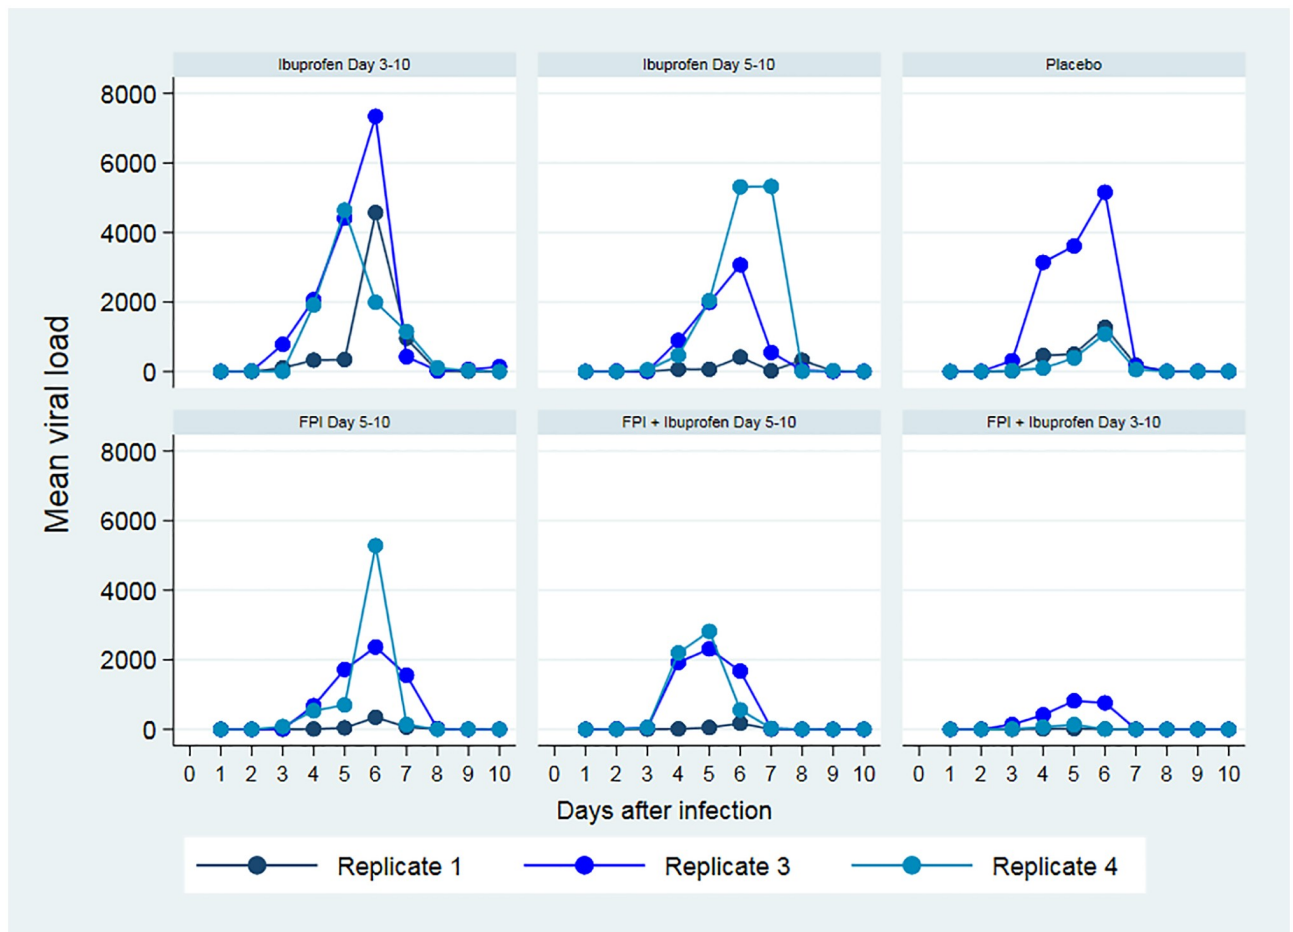 Ibuprofen Day 3-10
Ibuprofen Day 5-10
Placebo
8000
6000
4000
2000
0
FPI Day 5-10
FPI + Ibuprofen Day 5-10
FPI + Ibuprofen Day 3-10
8000
6000
4000
2000
0
Mean viral load
0 1 2 3 4 5 6 7 8 9 10
0 1 2 3 4 5 6 7 8 9 10
0 1 2 3 4 5 6 7 8 9 10
Days after infection
Replicate 1
Replicate 3
Replicate 4